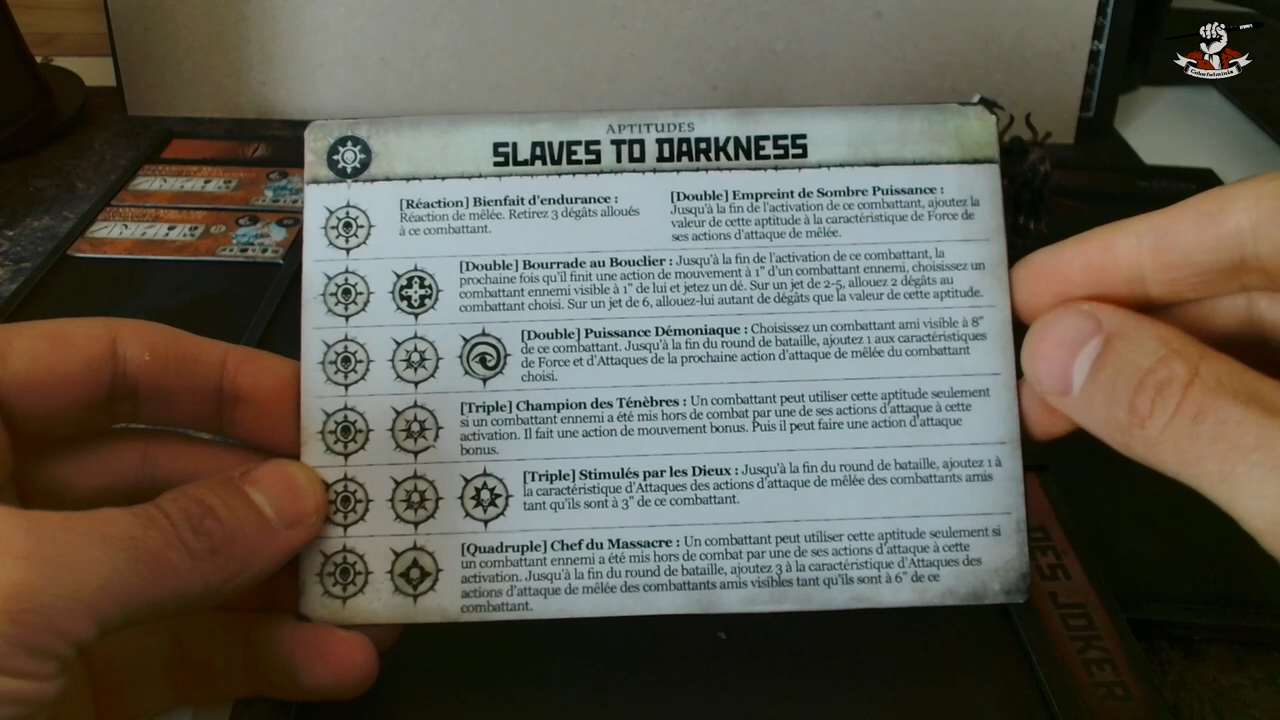 APTITUDES
SLAVES TO DARKNESS
[Réaction] Bienfait d'endurance :
Réaction de mêlée. Retirez 3 dégâts alloués
à ce combattant.
[Double] Empreint de Sombre Puissance :
Jusqu'à la fin de l'activation de ce combattant, ajoutez la
valeur de cette aptitude à la caractéristique de Force de
ses actions d'attaque de mêlée.
[Double] Bourrade au Bouclier : Jusqu'à la fin de l'activation de ce combattant, la
prochaine fois qu'il finit une action de mouvement à 1" d'un combattant ennemi, choisissez un
combattant ennemi visible à 1" de lui et jetez un dé. Sur un jet de 2-5, allouez 2 dégâts au
combattant choisi. Sur un jet de 6, allouez-lui autant de dégâts que la valeur de cette aptitude.
[Double] Puissance Démoniaque : Choisissez un combattant ami visible à 8"
de ce combattant. Jusqu'à la fin du round de bataille, ajoutez 1 aux caractéristiques
de Force et d'Attaques de la prochaine action d'attaque de mêlée du combattant
choisi.
[Triple] Champion des Ténèbres : Un combattant peut utiliser cette aptitude seulement
si un combattant ennemi a été mis hors de combat par une de ses actions d'attaque à cette
activation. Il fait une action de mouvement bonus. Puis il peut faire une action d'attaque
bonus.
[Triple] Stimulés par les Dieux : Jusqu'à la fin du round de bataille, ajoutez 1 à
la caractéristique d'Attaques des actions d'attaque de mêlée des combattants amis
tant qu'ils sont à 3" de ce combattant.
[Quadruple] Chef du Massacre : Un combattant peut utiliser cette aptitude seulement si
un combattant ennemi a été mis hors de combat par une de ses actions d'attaque à cette
activation. Jusqu'à la fin du round de bataille, ajoutez 3 à la caractéristique d'Attaques des
actions d'attaque de mêlée des combattants amis visibles tant qu'ils sont à 6" de ce
combattant.
DÉS JOKER
Colorfulminis